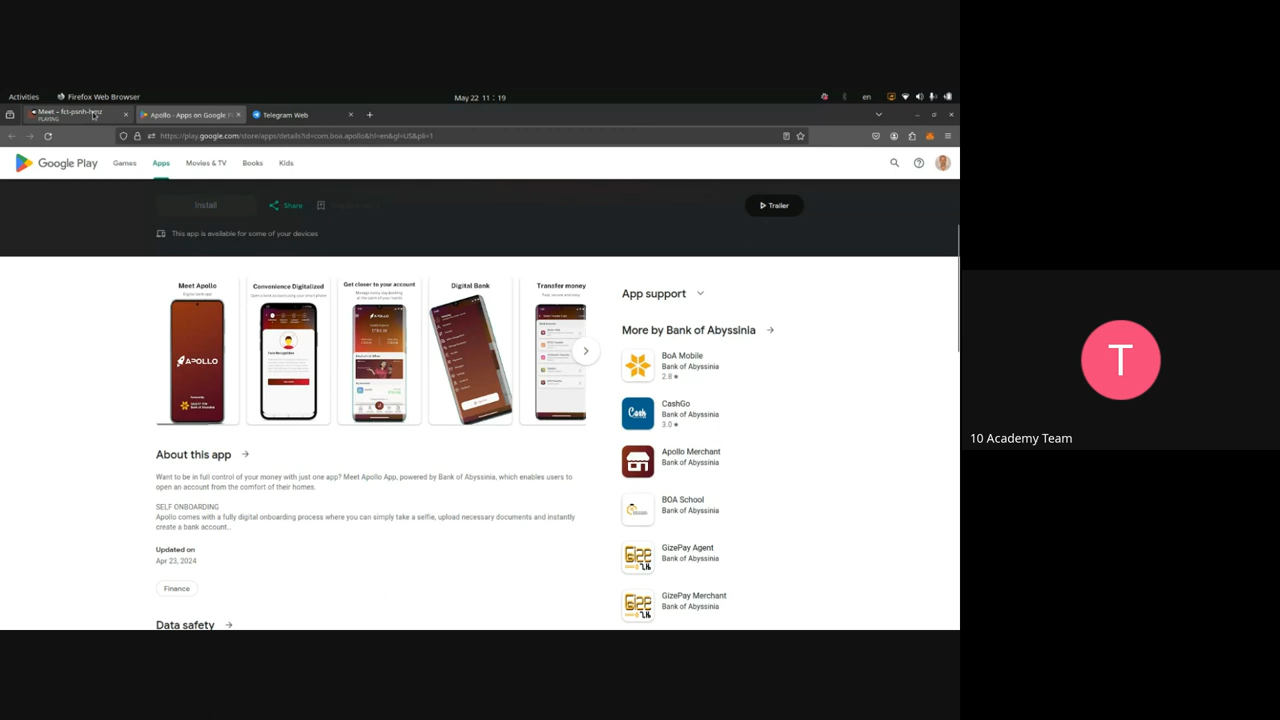 Activities
Firefox Web Browser
May 22 11 : 19
en
Meet – fct-psnh-
PLAYING
Apollo - Apps on Google P
Telegram Web
https://play.google.com/store/apps/details?id=com.boa.apollo&hl=en&gl=US&pli=1
Google Play
Games
Apps
Movies & TV
Books
Kids
Install
Share
Trailer
This app is available for some of your devices
Meet Apollo
Convenience Digitalized
Get closer to your account
Digital Bank
Transfer money
APOLLO
About this app
Want to be in full control of your money with just one app? Meet Apollo App, powered by Bank of Abyssinia, which enables users to
open an account from the comfort of their homes.
SELF ONBOARDING
Apollo comes with a fully digital onboarding process where you can simply take a selfie, upload necessary documents and instantly
create a bank account..
Updated on
Apr 23, 2024
Finance
Data safety
App support
More by Bank of Abyssinia
BoA Mobile
Bank of Abyssinia
2.8 ★
Cash
CashGo
Bank of Abyssinia
3.0 ★
Apollo Merchant
Bank of Abyssinia
BOA School
Bank of Abyssinia
GizePay Agent
Bank of Abyssinia
GizePay Merchant
Bank of Abyssinia
T
10 Academy Team